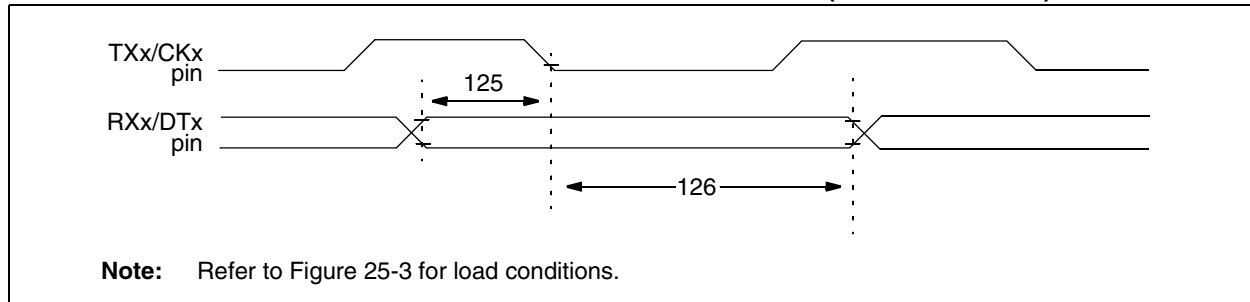 TXx/CKx
pin
125
RXx/DTx
pin
126
Note: Refer to Figure 25-3 for load conditions.